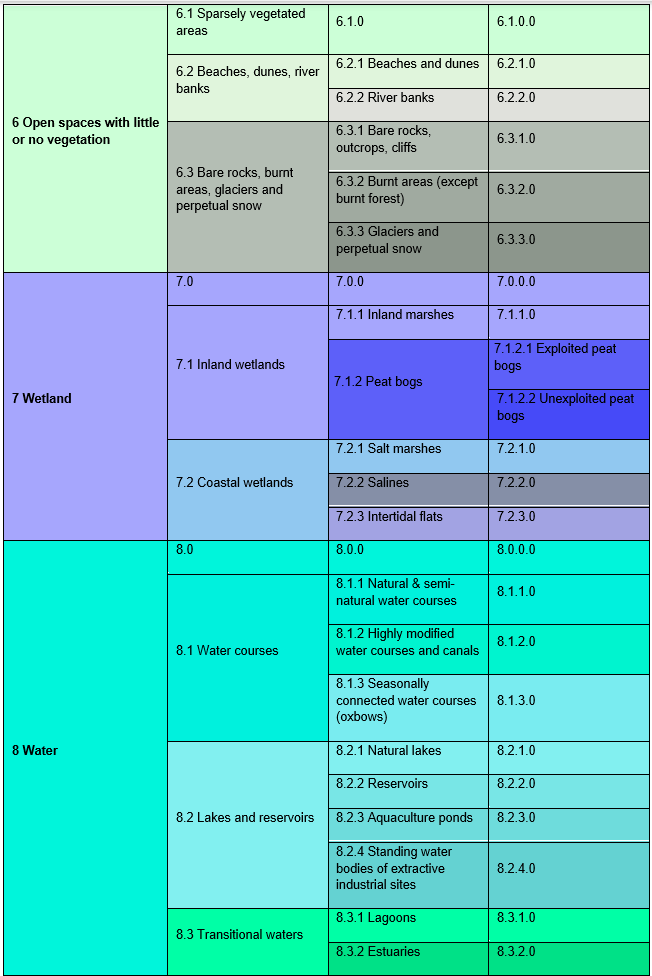 6 Open spaces with little
or no vegetation
6.1 Sparsely vegetated
areas
6.1.0
6.1.0.0
6.2 Beaches, dunes, river
banks
6.2.1 Beaches and dunes
6.2.1.0
6.2.2 River banks
6.2.2.0
6.3 Bare rocks, burnt
areas, glaciers and
perpetual snow
6.3.1 Bare rocks,
outcrops, cliffs
6.3.1.0
6.3.2 Burnt areas (except
burnt forest)
6.3.2.0
6.3.3 Glaciers and
perpetual snow
6.3.3.0
7 Wetland
7.0
7.0.0
7.0.0.0
7.1 Inland wetlands
7.1.1 Inland marshes
7.1.1.0
7.1.2 Peat bogs
7.1.2.1 Exploited peat
bogs
7.1.2.2 Unexploited peat
bogs
7.2 Coastal wetlands
7.2.1 Salt marshes
7.2.1.0
7.2.2 Salines
7.2.2.0
7.2.3 Intertidal flats
7.2.3.0
8 Water
8.0
8.0.0
8.0.0.0
8.1 Water courses
8.1.1 Natural & semi-
natural water courses
8.1.1.0
8.1.2 Highly modified
water courses and canals
8.1.2.0
8.1.3 Seasonally
connected water courses
(oxbows)
8.1.3.0
8.2 Lakes and reservoirs
8.2.1 Natural lakes
8.2.1.0
8.2.2 Reservoirs
8.2.2.0
8.2.3 Aquaculture ponds
8.2.3.0
8.2.4 Standing water
bodies of extractive
industrial sites
8.2.4.0
8.3 Transitional waters
8.3.1 Lagoons
8.3.1.0
8.3.2 Estuaries
8.3.2.0